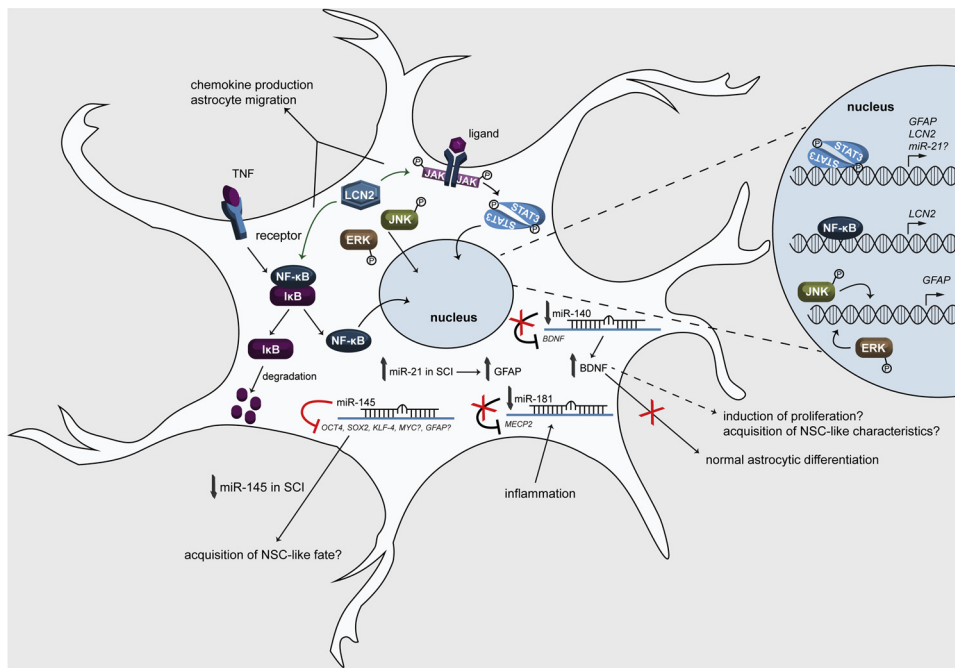 chemokine production
astrocyte migration
TNF
receptor
ligand
P
P
JAK
JAK
LCN2
P
JNK
ERK
P
P
STAT3
STAT3
P
NF-κB
IκB
IκB
NF-κB
degradation
nucleus
miR-21 in SCI
GFAP
miR-145
OCT4, SOX2, KLF-4, MYC?, GFAP?
miR-145 in SCI
acquisition of NSC-like fate?
miR-140
BDNF
BDNF
miR-181
MECP2
inflammation
induction of proliferation?
acquisition of NSC-like characteristics?
normal astrocytic differentiation
nucleus
GFAP
LCN2
miR-21?
P
STAT3
STAT3
P
NF-κB
LCN2
P
JNK
GFAP
ERK
P